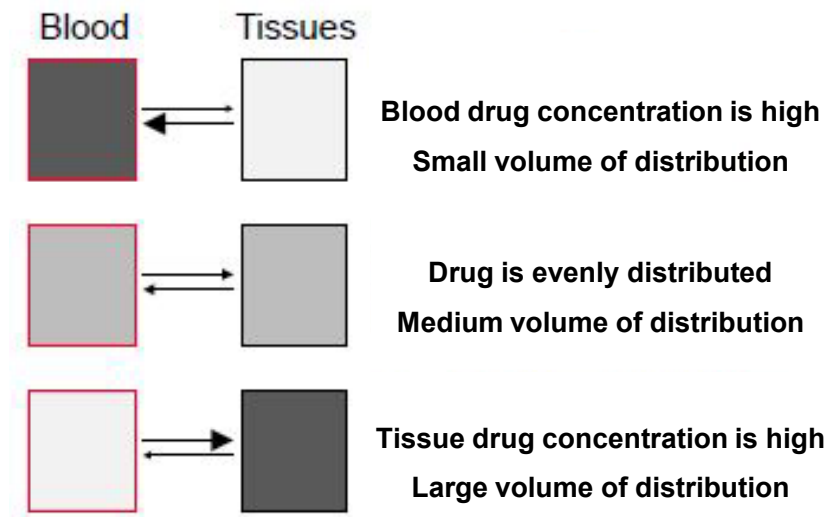 Blood Tissues
Blood drug concentration is high
Small volume of distribution
Drug is evenly distributed
Medium volume of distribution
Tissue drug concentration is high
Large volume of distribution